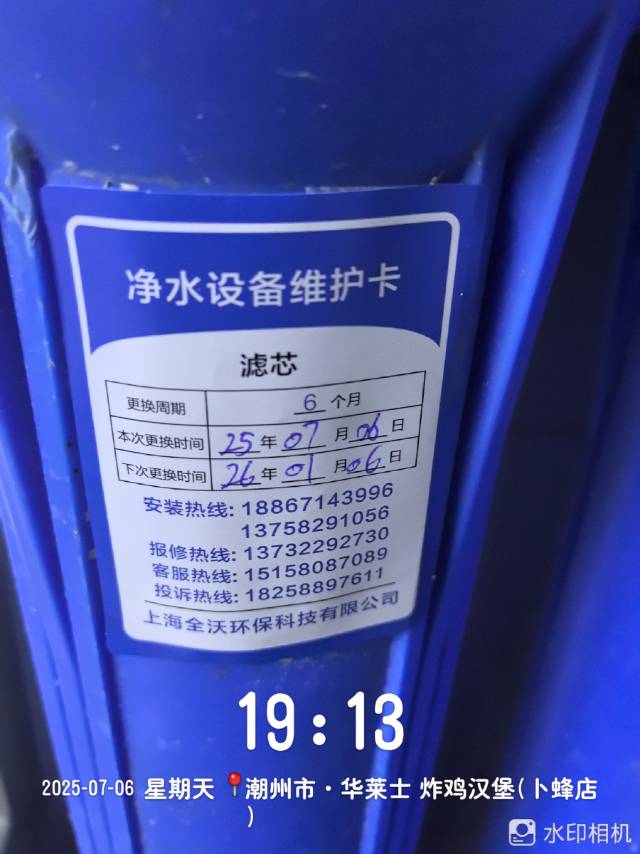 净水设备维护卡
滤芯
更换周期 6 个月
本次更换时间 25 年 07 月 06 日
下次更换时间 26 年 01 月 06 日
安装热线: 18867143996
13758291056
报修热线: 13732292730
客服热线: 15158087089
投诉热线: 18258897611
上海全沃环保科技有限公司
19:13
2025-07-06 星期天 潮州市·华莱士 炸鸡汉堡(卜蜂店
)
水印相机